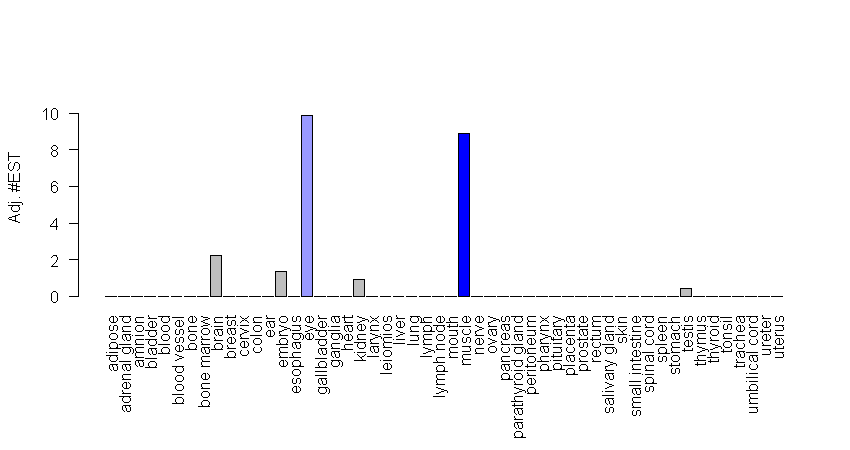 Adj. #EST
10
8
6
4
2
0
adipose
adrenal gland
amnion
bladder
blood
blood vessel
bone
bone marrow
brain
breast
cervix
colon
ear
embryo
esophagus
eye
gallbladder
ganglia
heart
kidney
larynx
leiomios
liver
lung
lymph
lymph node
mouth
muscle
nerve
ovary
pancreas
parathyroid gland
peritoneum
pharynx
pituitary
placenta
prostate
rectum
salivary gland
skin
small intestine
spinal cord
spleen
stomach
testis
thymus
thyroid
tonsil
trachea
umbilical cord
ureter
uterus